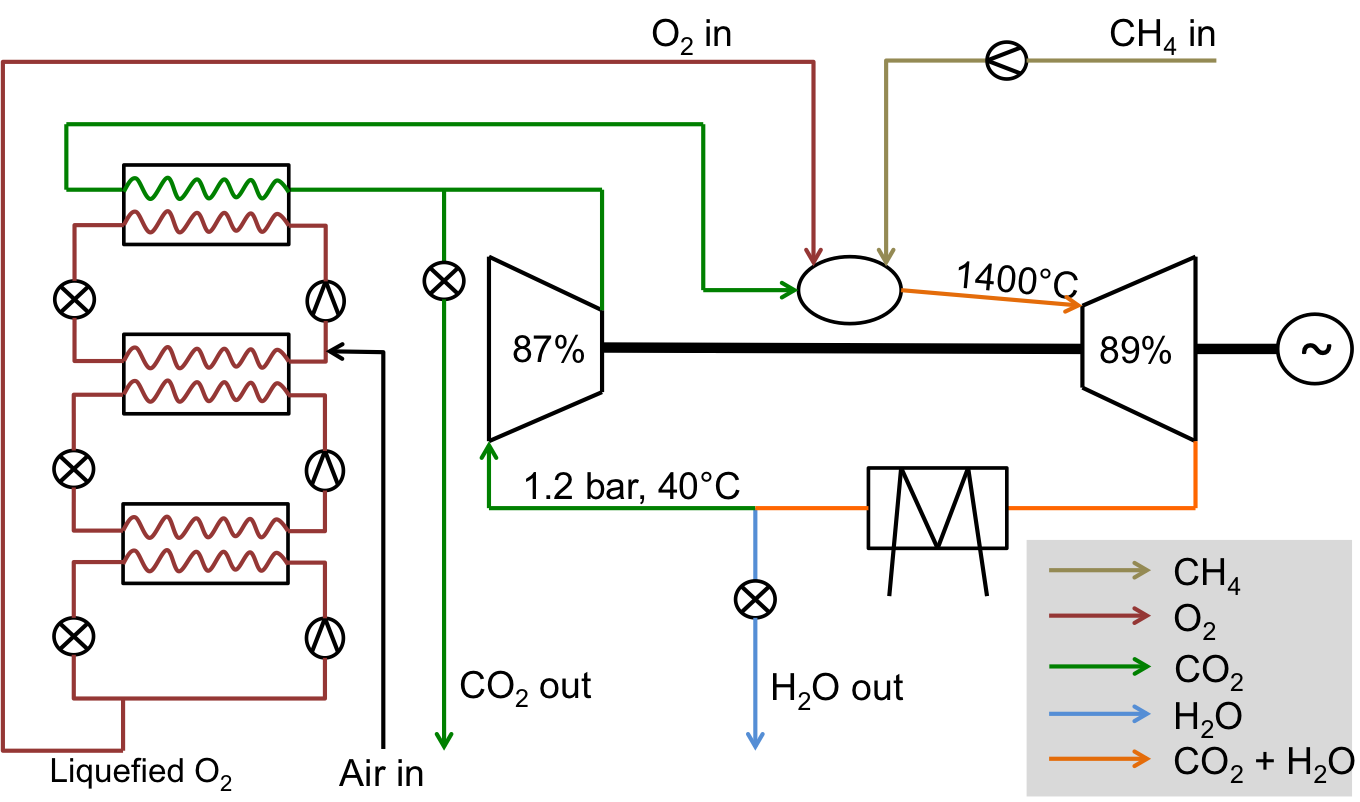 O₂ in
CH₄ in
1400°C
87%
89%
~
1.2 bar, 40°C
CO₂ out
H₂O out
Liquefied O₂
Air in
CH₄
O₂
CO₂
H₂O
CO₂ + H₂O